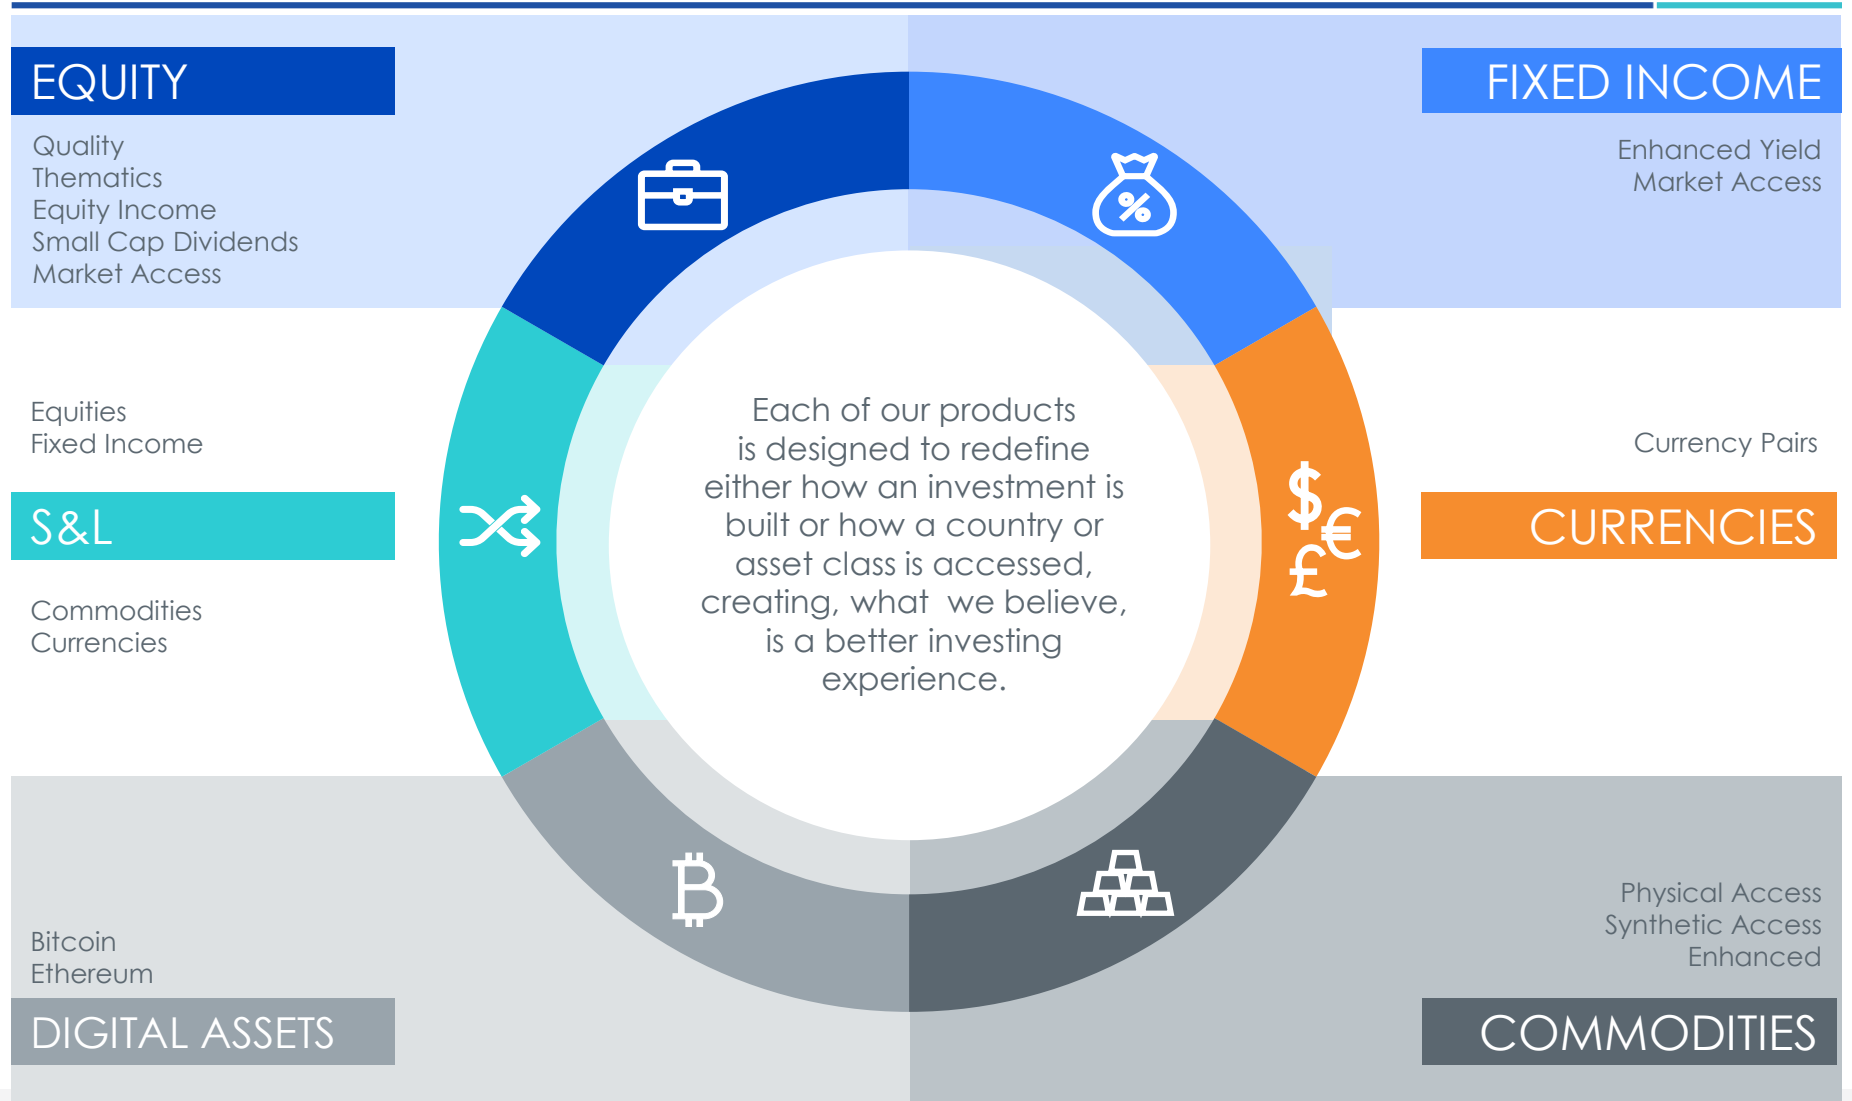 EQUITY
Quality
Thematics
Equity Income
Small Cap Dividends
Market Access
FIXED INCOME
Enhanced Yield
Market Access
Equities
Fixed Income
S&L
Commodities
Currencies
Each of our products
is designed to redefine
either how an investment is
built or how a country or
asset class is accessed,
creating, what we believe,
is a better investing
experience.
Currency Pairs
CURRENCIES
Bitcoin
Ethereum
DIGITAL ASSETS
Physical Access
Synthetic Access
Enhanced
COMMODITIES